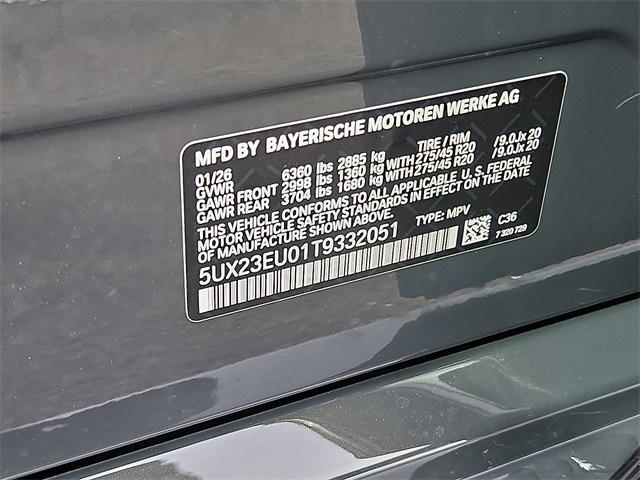 MFD BY BAYERISCHE MOTOREN WERKE AG
01/26 TIRE / RIM
GVWR 6360 lbs 2885 kg
GAWR FRONT 2998 lbs 1360 kg WITH 275/45 R20 / 9.0Jx 20
GAWR REAR 3704 lbs 1680 kg WITH 275/45 R20 / 9.0Jx 20
THIS VEHICLE CONFORMS TO ALL APPLICABLE U. S. FEDERAL
MOTOR VEHICLE SAFETY STANDARDS IN EFFECT ON THE DATE OF
MANUFACTURE SHOWN ABOVE.
5UX23EU01T9332051 TYPE: MPV C36
7 320 729